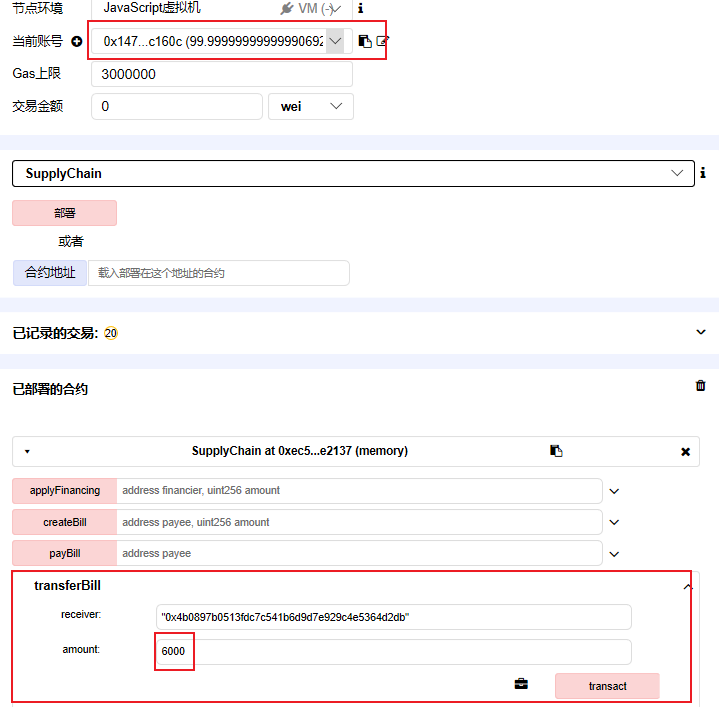 节点环境 JavaScript虚拟机 VM (-)
当前账号 0x147...c160c (99.99999999999990692
Gas上限 3000000
交易金额 0 wei
SupplyChain
部署
或者
合约地址 载入部署在这个地址的合约
已记录的交易: 20
已部署的合约
SupplyChain at 0xec5...e2137 (memory)
applyFinancing address financier, uint256 amount
createBill address payee, uint256 amount
payBill address payee
transferBill
receiver: "0x4b0897b0513fdc7c541b6d9d7e929c4e5364d2db"
amount: 6000
transact